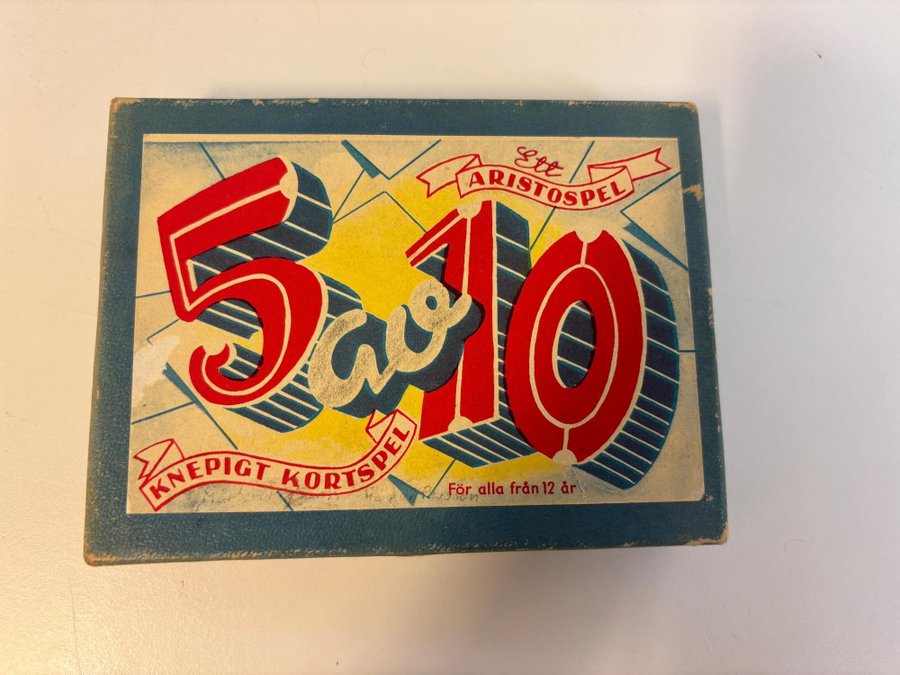 Ett
ARISTOSPEL
5 av 10
KNEPIGT KORTSPEL
För alla från 12 år